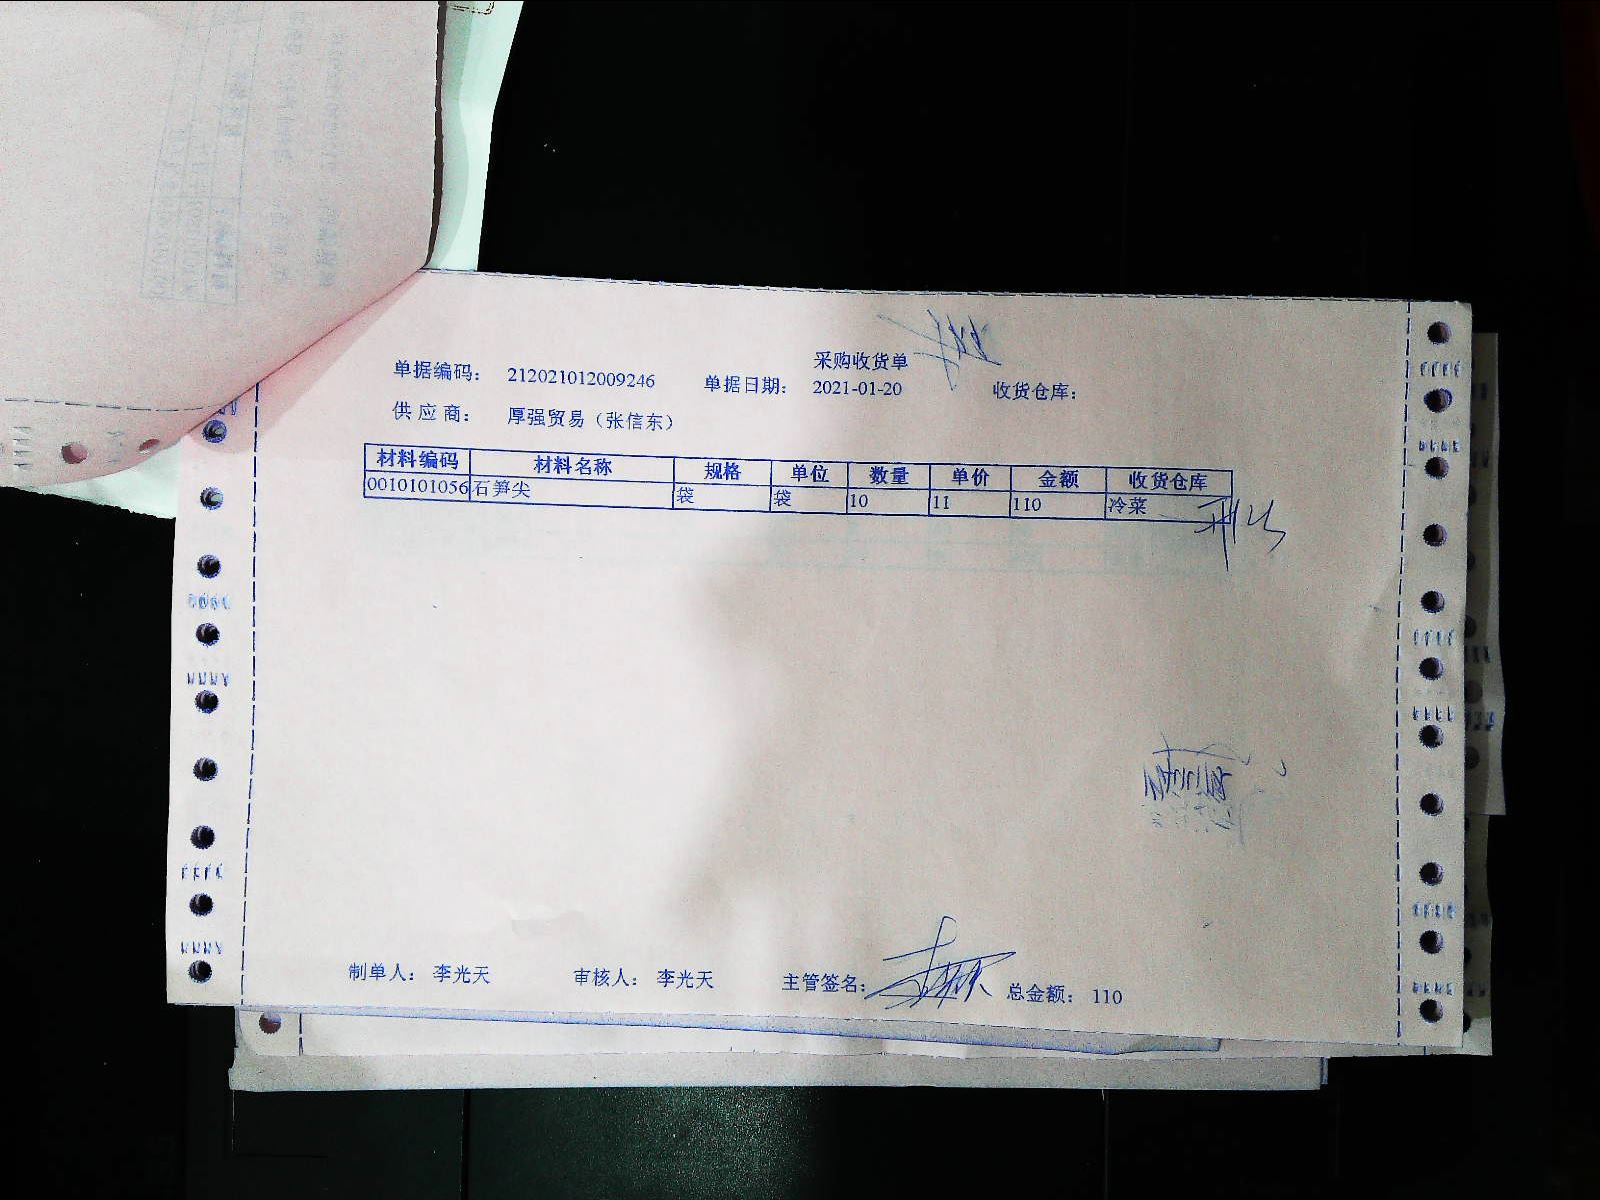 采购收货单
单据编码： 212021012009246 单据日期： 2021-01-20 收货仓库：
供 应 商： 厚强贸易（张信东）
材料编码 材料名称 规格 单位 数量 单价 金额 收货仓库
0010101056 石笋尖 袋 袋 10 11 110 冷菜
制单人： 李光天 审核人： 李光天 主管签名： 总金额： 110